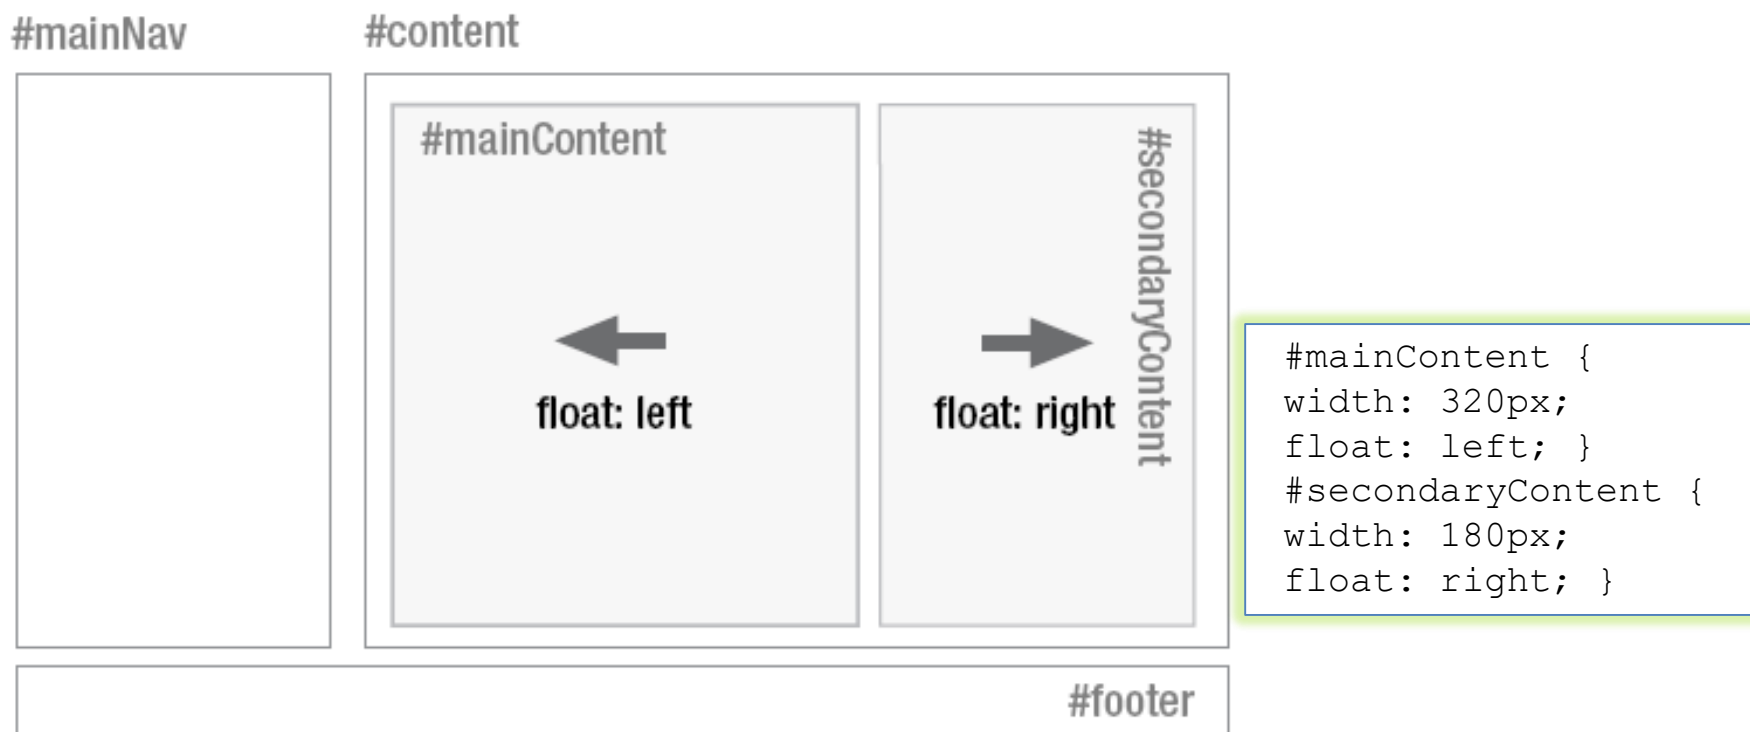 #mainNav
#content
#mainContent
#secondaryContent
float: left
float: right
#mainContent {
width: 320px;
float: left; }
#secondaryContent {
width: 180px;
float: right; }
#footer